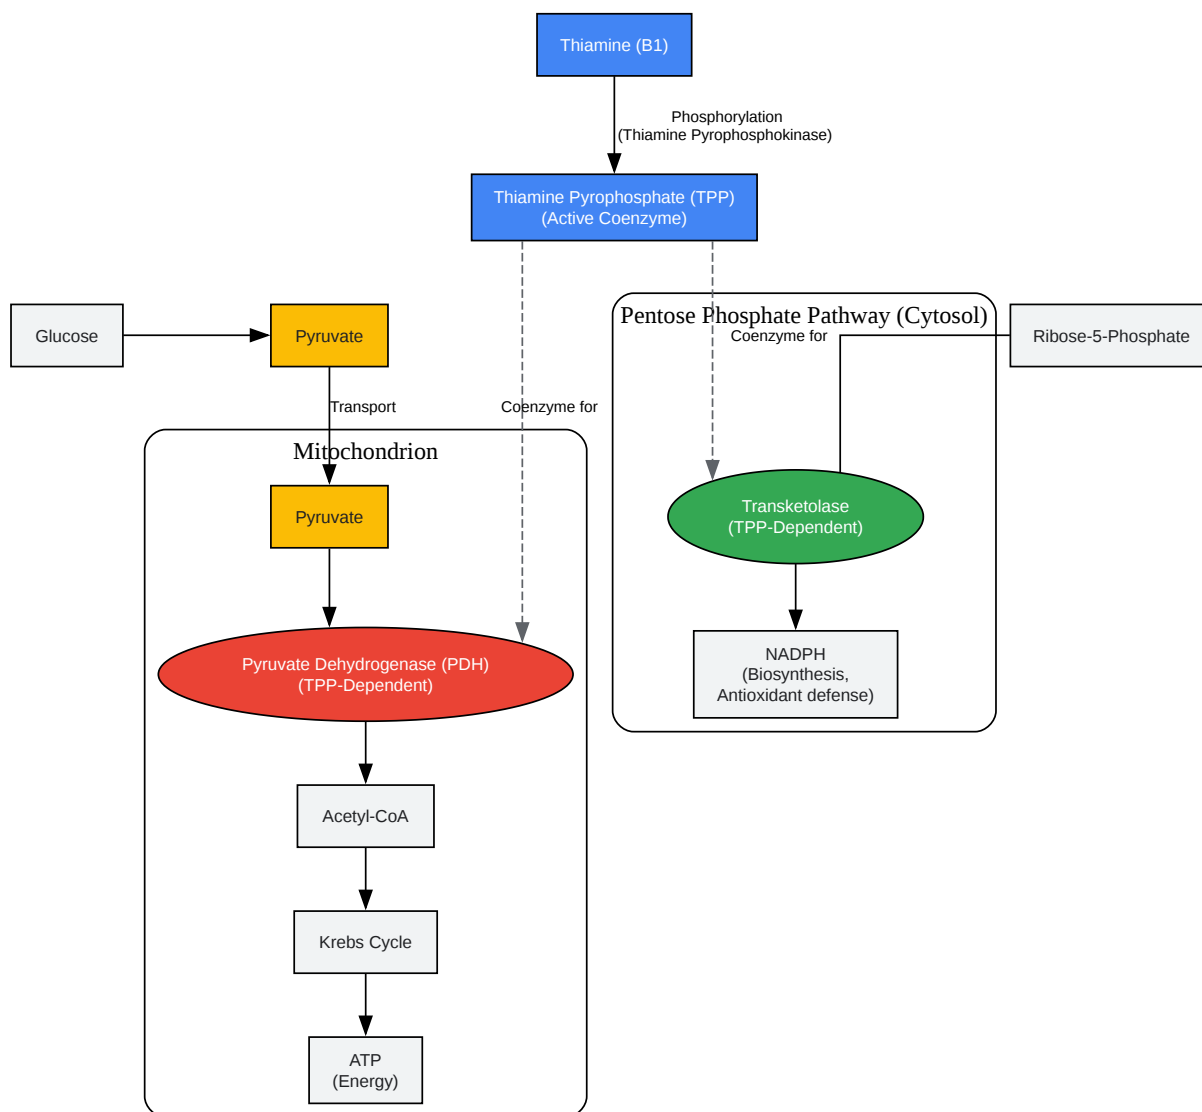 Thiamine (B1)
Phosphorylation
(Thiamine Pyrophosphokinase)
Thiamine Pyrophosphate (TPP)
(Active Coenzyme)
Glucose
Pyruvate
Pentose Phosphate Pathway (Cytosol)
Coenzyme for
Ribose-5-Phosphate
Transport
Coenzyme for
Mitochondrion
Pyruvate
Transketolase
(TPP-Dependent)
Pyruvate Dehydrogenase (PDH)
(TPP-Dependent)
NADPH
(Biosynthesis,
Antioxidant defense)
Acetyl-CoA
Krebs Cycle
ATP
(Energy)